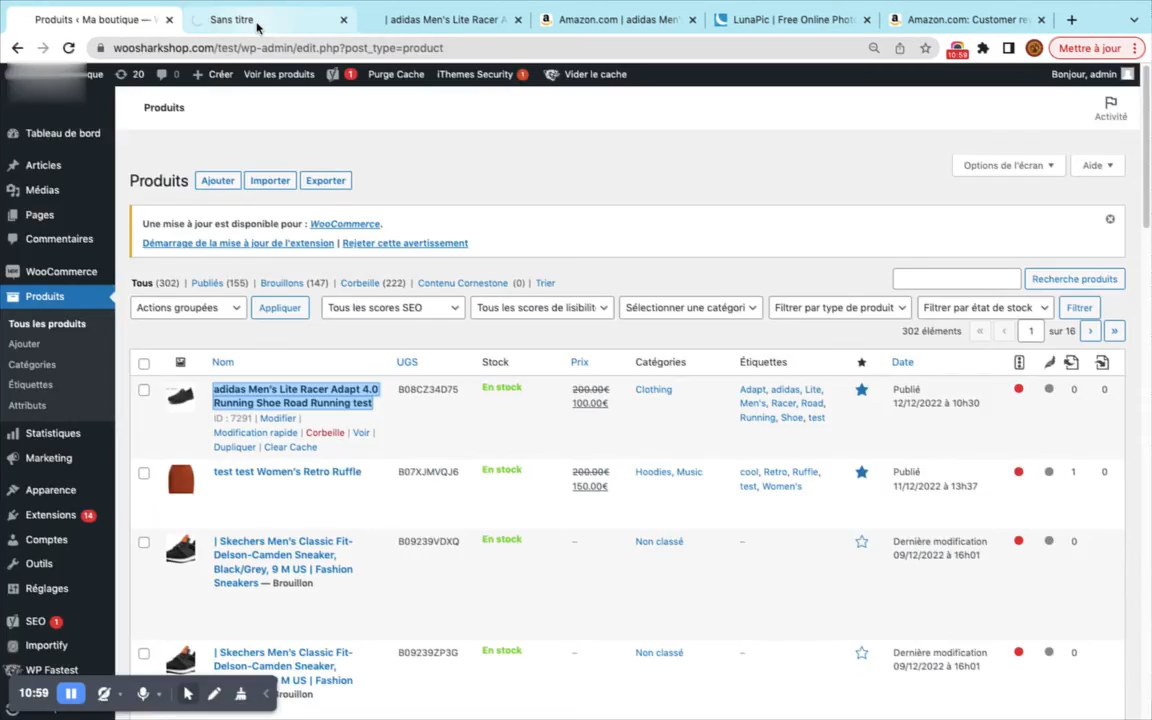 Produits ‹ Ma boutique —
Sans titre
| adidas Men's Lite Racer A
Amazon.com | adidas Men'
LunaPic | Free Online Phot
Amazon.com: Customer re
woosharkshop.com/test/wp-admin/edit.php?post_type=product
10:59
Mettre à jour
que
20
0
Créer
Voir les produits
1
Purge Cache
iThemes Security
1
Vider le cache
Bonjour, admin
Tableau de bord
Articles
Médias
Pages
Commentaires
WooCommerce
Produits
Tous les produits
Ajouter
Catégories
Étiquettes
Attributs
Statistiques
Marketing
Apparence
Extensions 14
Comptes
Outils
Réglages
SEO 1
Importify
WP Fastest
Produits
Activité
Options de l'écran
Aide
Produits
Ajouter
Importer
Exporter
Une mise à jour est disponible pour : WooCommerce.
Démarrage de la mise à jour de l'extension | Rejeter cette avertissement
Tous (302) | Publiés (155) | Brouillons (147) | Corbeille (222) | Contenu Cornestone (0) | Trier
Recherche produits
Actions groupées
Appliquer
Tous les scores SEO
Tous les scores de lisibilit
Sélectionner une catégori
Filtrer par type de produit
Filtrer par état de stock
Filtrer
302 éléments « ‹ 1 sur 16 › »
Nom UGS Stock Prix Catégories Étiquettes Date
adidas Men's Lite Racer Adapt 4.0
Running Shoe Road Running test
ID : 7291 | Modifier |
Modification rapide | Corbeille | Voir |
Dupliquer | Clear Cache
B08CZ34D75
En stock
200.00€
100.00€
Clothing
Adapt, adidas, Lite,
Men's, Racer, Road,
Running, Shoe, test
Publié
12/12/2022 à 10h30
0 0
test test Women's Retro Ruffle
B07XJMVQJ6
En stock
200.00€
150.00€
Hoodies, Music
cool, Retro, Ruffle,
test, Women's
Publié
11/12/2022 à 13h37
1 0
| Skechers Men's Classic Fit-
Delson-Camden Sneaker,
Black/Grey, 9 M US | Fashion
Sneakers — Brouillon
B09239VDXQ
En stock
–
Non classé
–
Dernière modification
09/12/2022 à 16h01
0
| Skechers Men's Classic Fit-
Delson-Camden Sneaker,
9 M US | Fashion
Brouillon
B09239ZP3G
En stock
–
Non classé
–
Dernière modification
09/12/2022 à 16h01
0
10:59